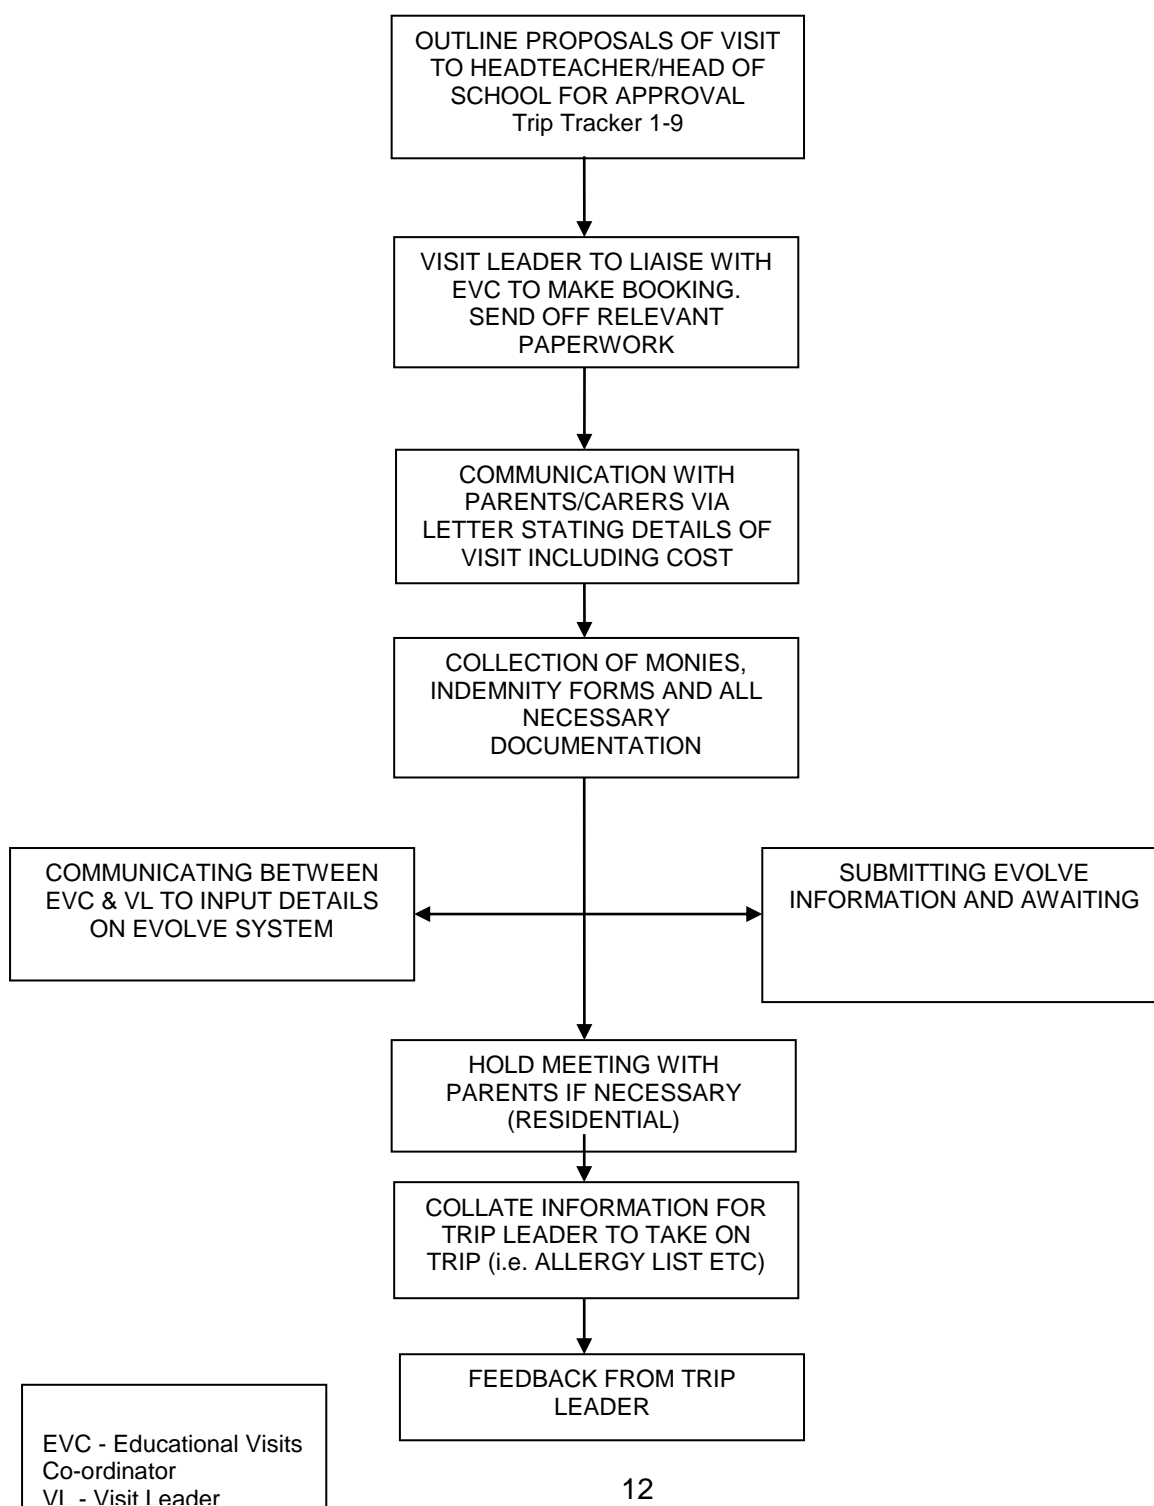 OUTLINE PROPOSALS OF VISIT
TO HEADTEACHER/HEAD OF
SCHOOL FOR APPROVAL
Trip Tracker 1-9
VISIT LEADER TO LIAISE WITH
EVC TO MAKE BOOKING.
SEND OFF RELEVANT
PAPERWORK
COMMUNICATION WITH
PARENTS/CARERS VIA
LETTER STATING DETAILS OF
VISIT INCLUDING COST
COLLECTION OF MONIES,
INDEMNITY FORMS AND ALL
NECESSARY
DOCUMENTATION
COMMUNICATING BETWEEN
EVC & VL TO INPUT DETAILS
ON EVOLVE SYSTEM
SUBMITTING EVOLVE
INFORMATION AND AWAITING
HOLD MEETING WITH
PARENTS IF NECESSARY
(RESIDENTIAL)
COLLATE INFORMATION FOR
TRIP LEADER TO TAKE ON
TRIP (i.e. ALLERGY LIST ETC)
FEEDBACK FROM TRIP
LEADER
EVC - Educational Visits
Co-ordinator
VL - Visit Leader
12